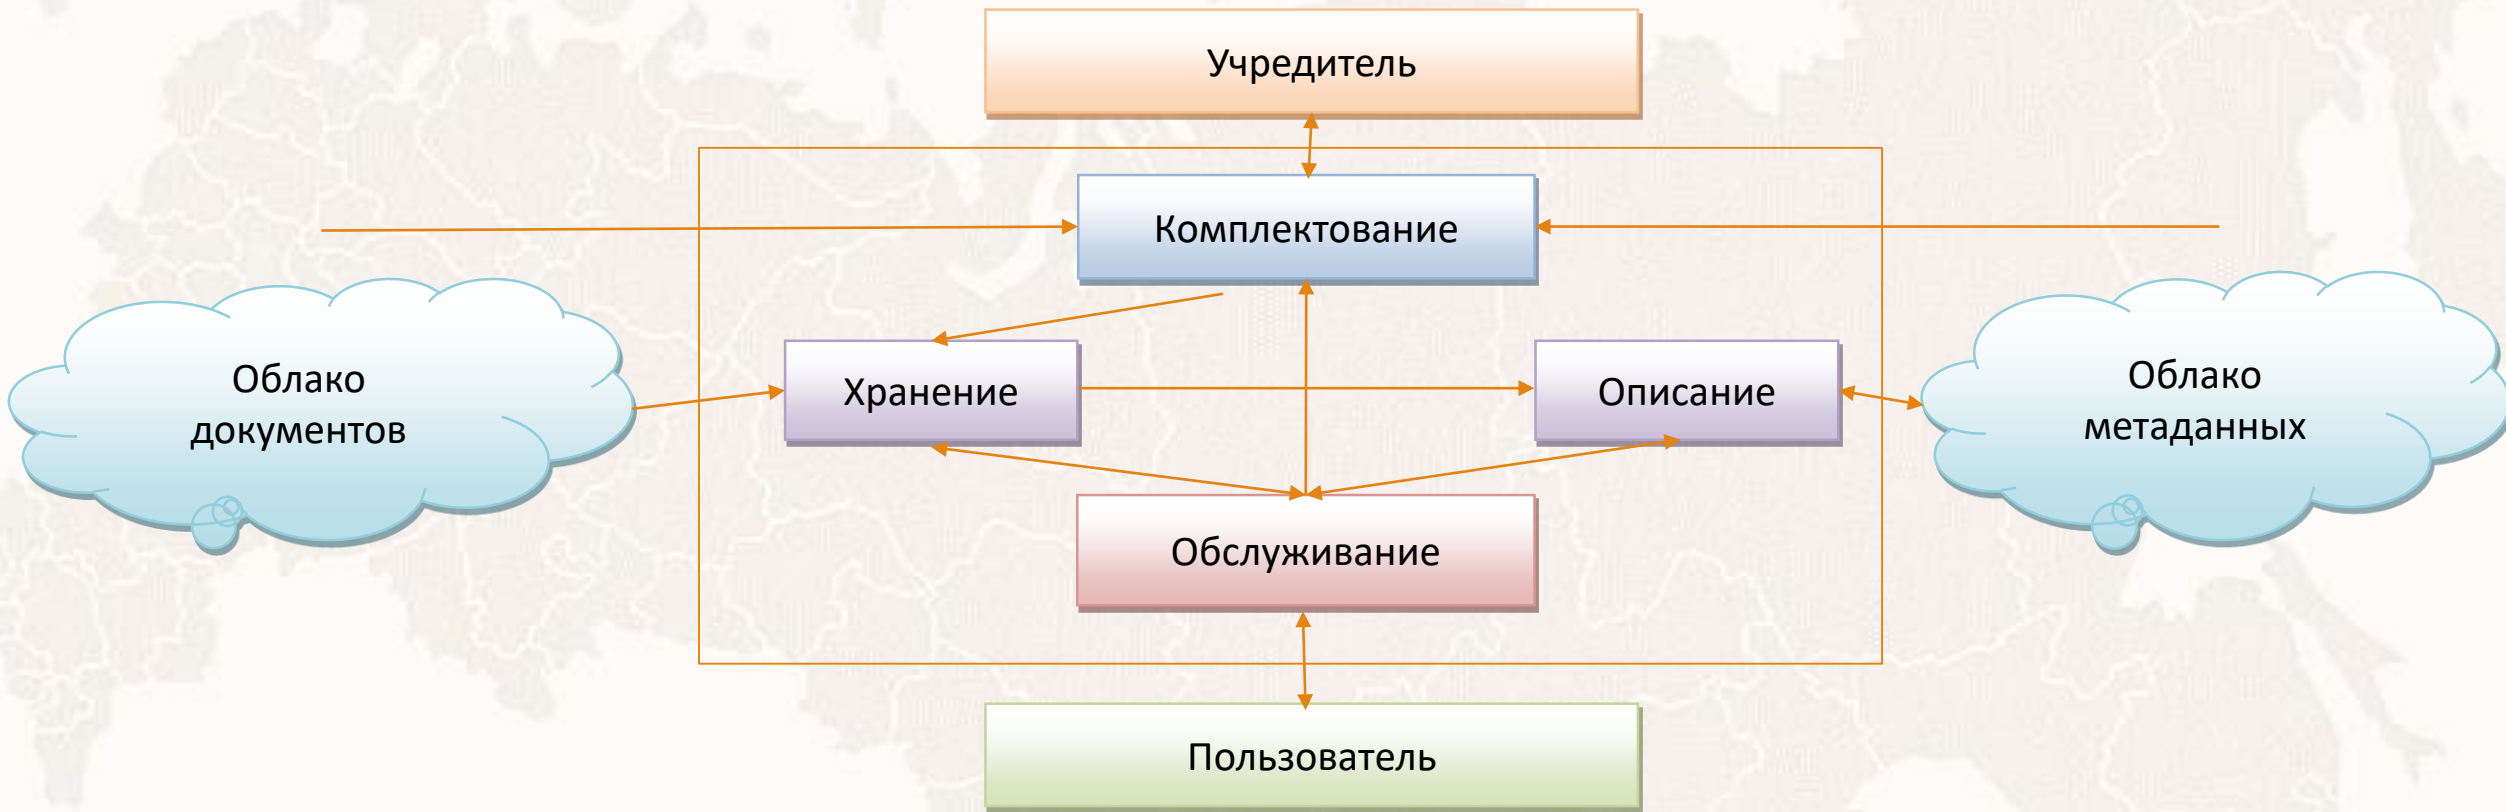 Учредитель
Комплектование
Облако
документов
Хранение
Описание
Облако
метаданных
Обслуживание
Пользователь